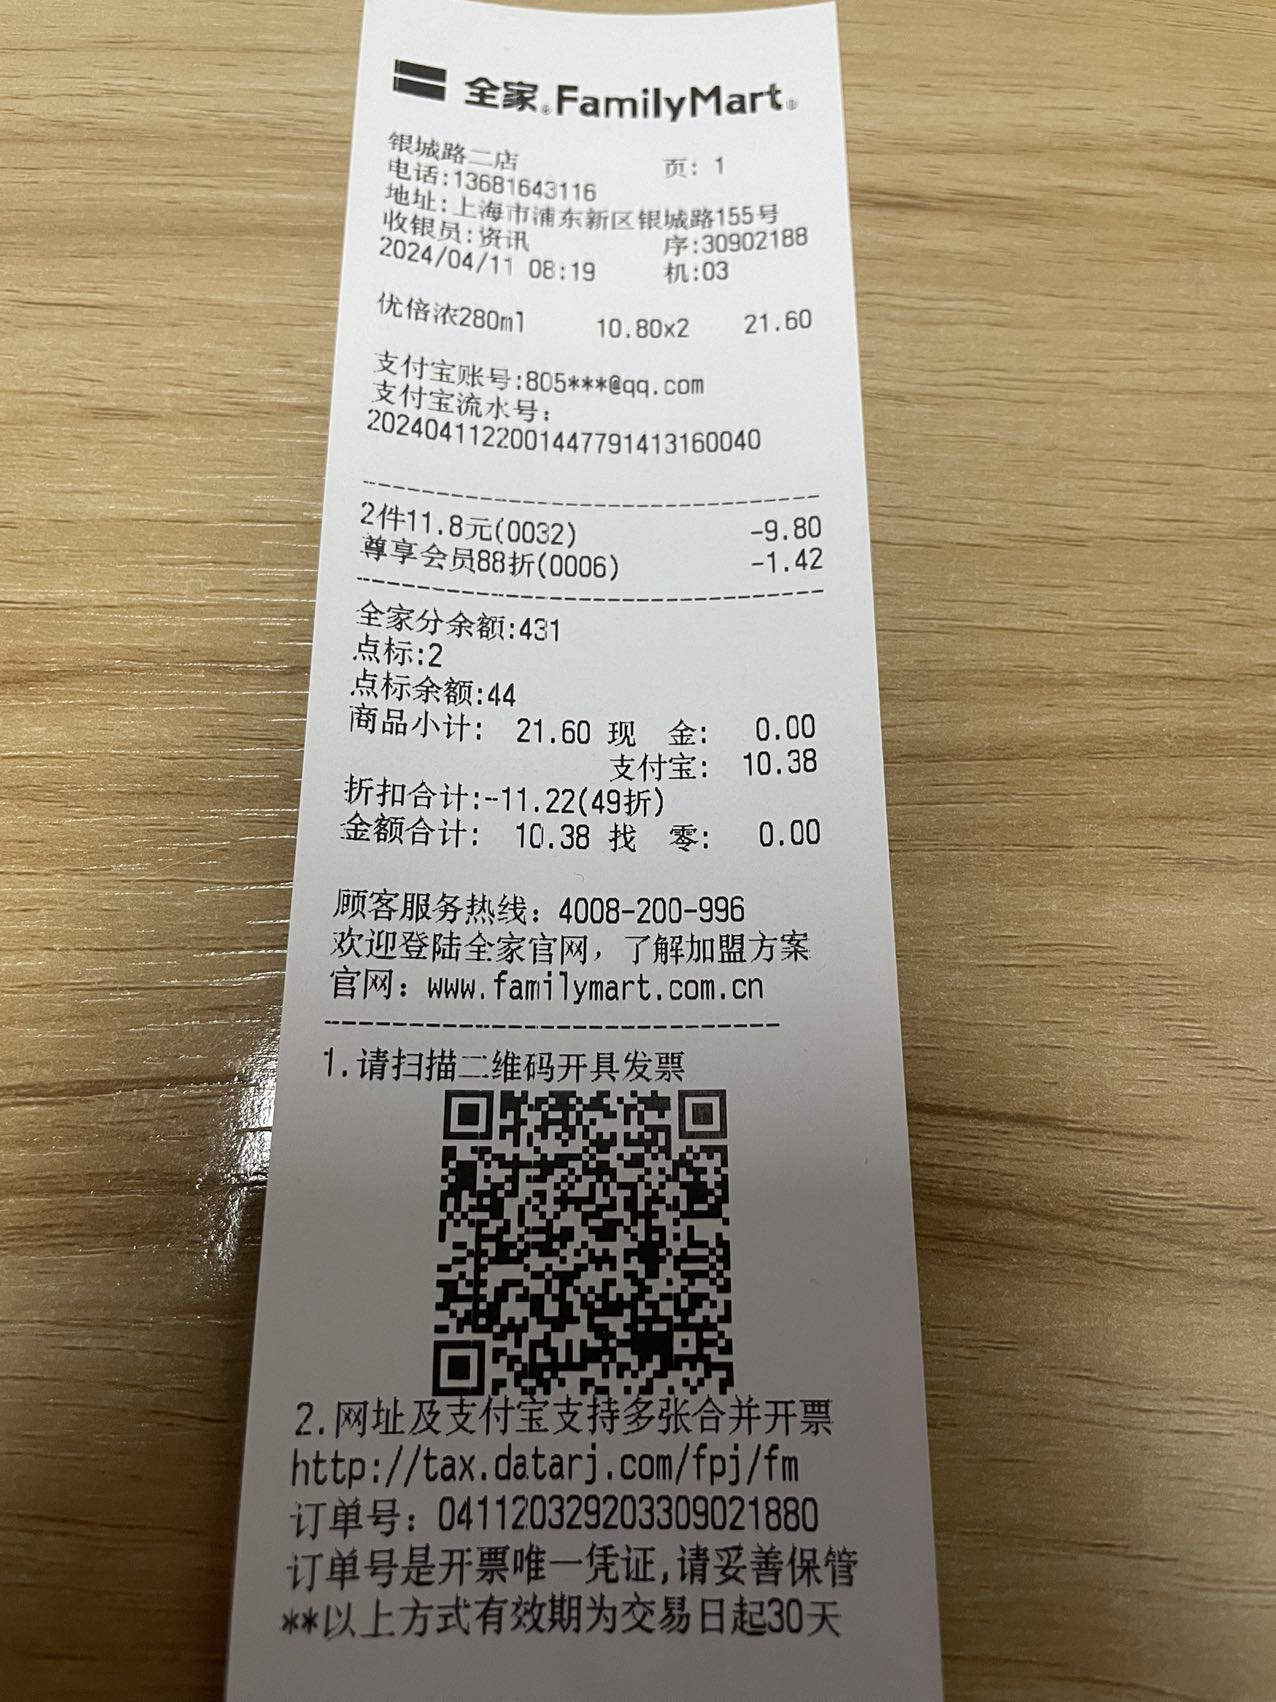 全家®FamilyMart®
银城路二店 页: 1
电话:13681643116
地址:上海市浦东新区银城路155号
收银员:资讯 序:30902188
2024/04/11 08:19 机:03
优倍浓280ml 10.80x2 21.60
支付宝账号:805***@qq.com
支付宝流水号:
2024041122001447791413160040
2件11.8元(0032) -9.80
尊享会员88折(0006) -1.42
全家分余额:431
点标:2
点标余额:44
商品小计: 21.60 现 金: 0.00
支付宝: 10.38
折扣合计:-11.22(49折)
金额合计: 10.38 找 零: 0.00
顾客服务热线: 4008-200-996
欢迎登陆全家官网,了解加盟方案
官网: www.familymart.com.cn
1.请扫描二维码开具发票
2.网址及支付宝支持多张合并开票
http://tax.datarj.com/fpj/fm
订单号: 04112032920330902188​0
订单号是开票唯一凭证,请妥善保管
**以上方式有效期为交易日起30天